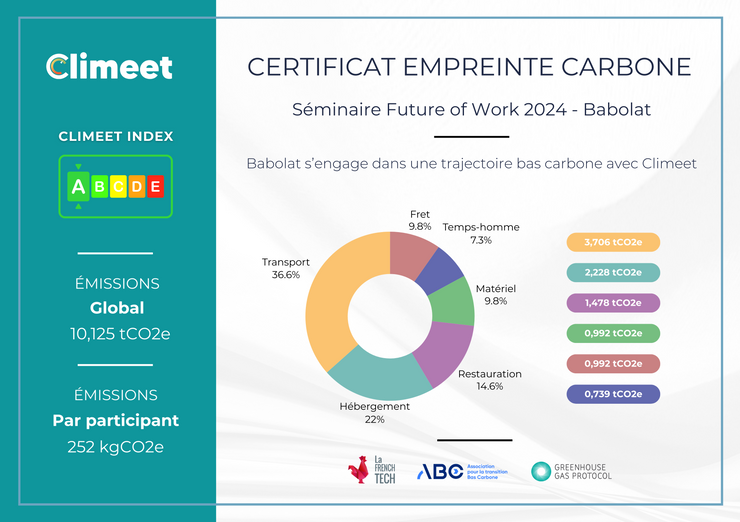 Climeet
CLIMEET INDEX
A B C D E
ÉMISSIONS
Global
10,125 tCO2e
ÉMISSIONS
Par participant
252 kgCO2e
CERTIFICAT EMPREINTE CARBONE
Séminaire Future of Work 2024 - Babolat
Babolat s’engage dans une trajectoire bas carbone avec Climeet
Fret
9.8%
Temps-homme
7.3%
Matériel
9.8%
Restauration
14.6%
Hébergement
22%
Transport
36.6%
3,706 tCO2e
2,228 tCO2e
1,478 tCO2e
0,992 tCO2e
0,992 tCO2e
0,739 tCO2e
La
FRENCH
TECH
ABC
Association
pour la transition
Bas Carbone
GREENHOUSE
GAS PROTOCOL